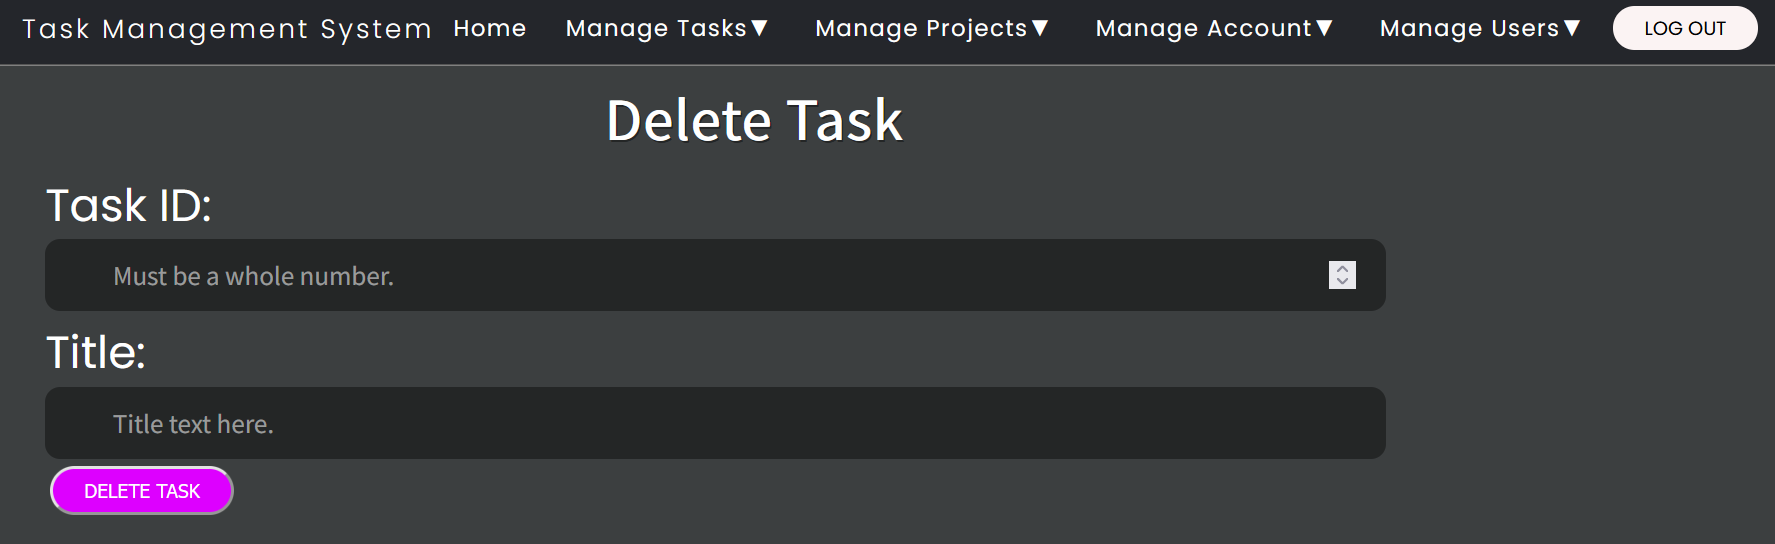 Task Management System Home Manage Tasks▼ Manage Projects▼ Manage Account▼ Manage Users▼ LOG OUT
Delete Task
Task ID:
Must be a whole number.
Title:
Title text here.
DELETE TASK